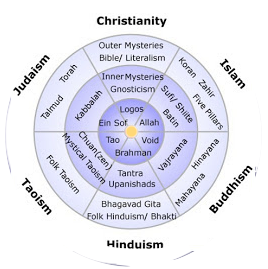 Christianity
Outer Mysteries
Bible/ Literalism
Inner Mysteries
Gnosticism
Logos
Judaism
Torah
Talmud
Kabbalah
Ein Sof
Islam
Koran
Zahir
Five Pillars
Sufi/ Shiite
Batin
Allah
Taoism
Folk Taoism
Mystical Taoism
Chuan(zen)
Tao
Buddhism
Hinayana
Mahayana
Vajrayana
Void
Brahman
Tantra
Upanishads
Bhagavad Gita
Folk Hinduism/ Bhakti
Hinduism